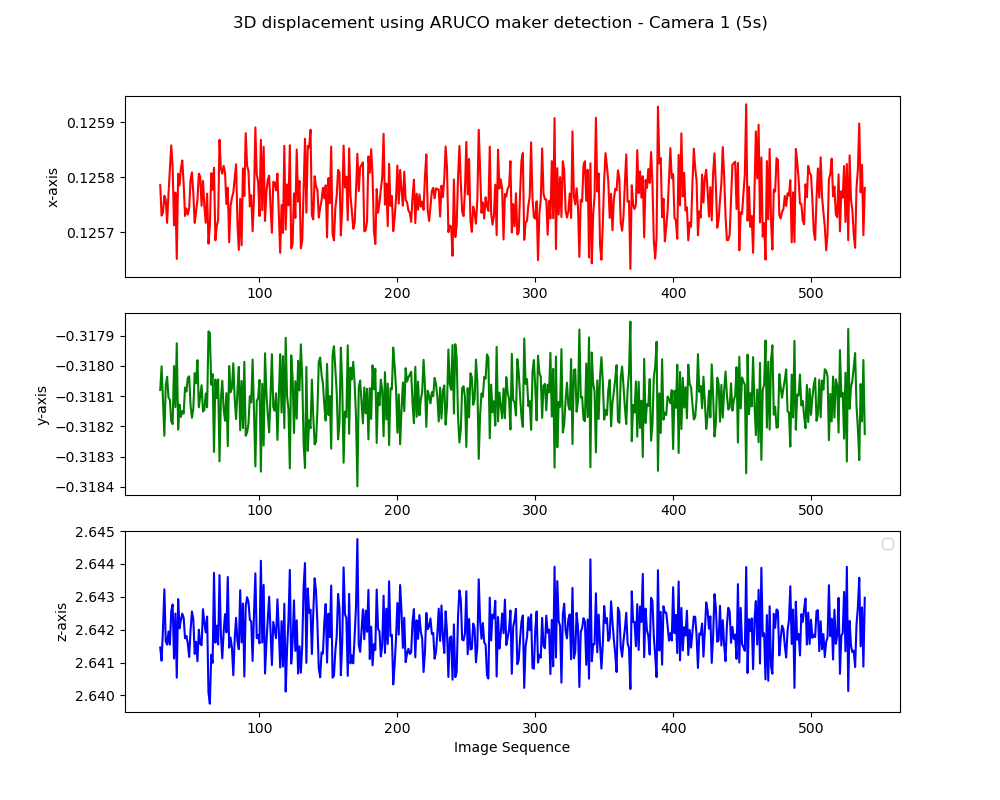 3D displacement using ARUCO maker detection - Camera 1 (5s)
0.1259
0.1258
0.1257
x-axis
100 200 300 400 500
−0.3179
−0.3180
−0.3181
−0.3182
−0.3183
−0.3184
y-axis
100 200 300 400 500
2.645
2.644
2.643
2.642
2.641
2.640
z-axis
100 200 300 400 500
Image Sequence